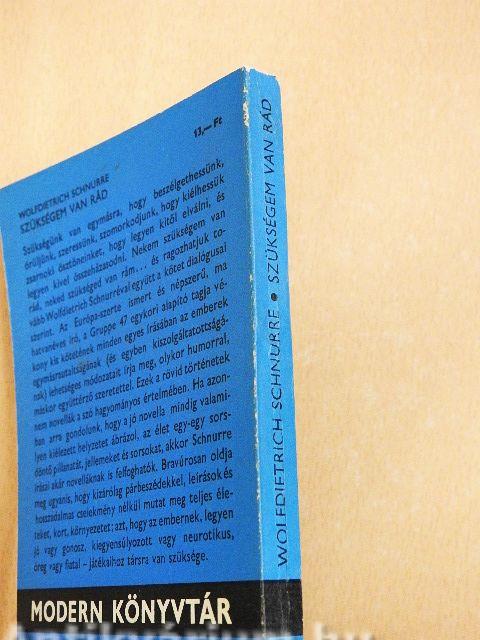 13,— Ft
WOLFDIETRICH SCHNURRE
SZÜKSÉGEM VAN RÁD
Szükségünk van egymásra, hogy beszélgethessünk,
örüljünk, szeressünk, szomorkodjunk, hogy kiélhessük
zsarnoki ösztöneinket, hogy legyen kitől elválni, és
legyen kivel összeházasodni. Nekem szükségem van
rád, neked szükséged van rám... és ragozhatjuk to-
vább Wolfdietrich Schnurréval együtt a kötet dialógusai
szerint. Az Európa-szerte ismert és népszerű, ma
hatvanéves író, a Gruppe 47 egykori alapító tagja vé-
kony kis kötetének minden egyes írásában az emberek
egymásrautaltságának (és egyben kiszolgáltatottságá-
nak) lehetséges módozatait írja meg, olykor humorral,
máskor együttérző szeretettel. Ezek a rövid történetek
nem novellák a szó hagyományos értelmében. Ha azon-
ban arra gondolunk, hogy a jó novella mindig valami-
lyen kiélezett helyzetet ábrázol, az élet egy-egy sors-
döntő pillanatát, jellemeket és sorsokat, akkor Schnurre
írásai akár novelláknak is felfoghatók. Bravúrosan oldja
meg ugyanis, hogy kizárólag párbeszédekkel, leírások és
hosszadalmas cselekmény nélkül mutat meg teljes éle-
teket, kort, környezetet; azt, hogy az embernek, legyen
jó vagy gonosz, kiegyensúlyozott vagy neurotikus,
öreg vagy fiatal – játékaihoz társra van szüksége.
MODERN KÖNYVTÁR
WOLFDIETRICH SCHNURRE • SZÜKSÉGEM VAN RÁD